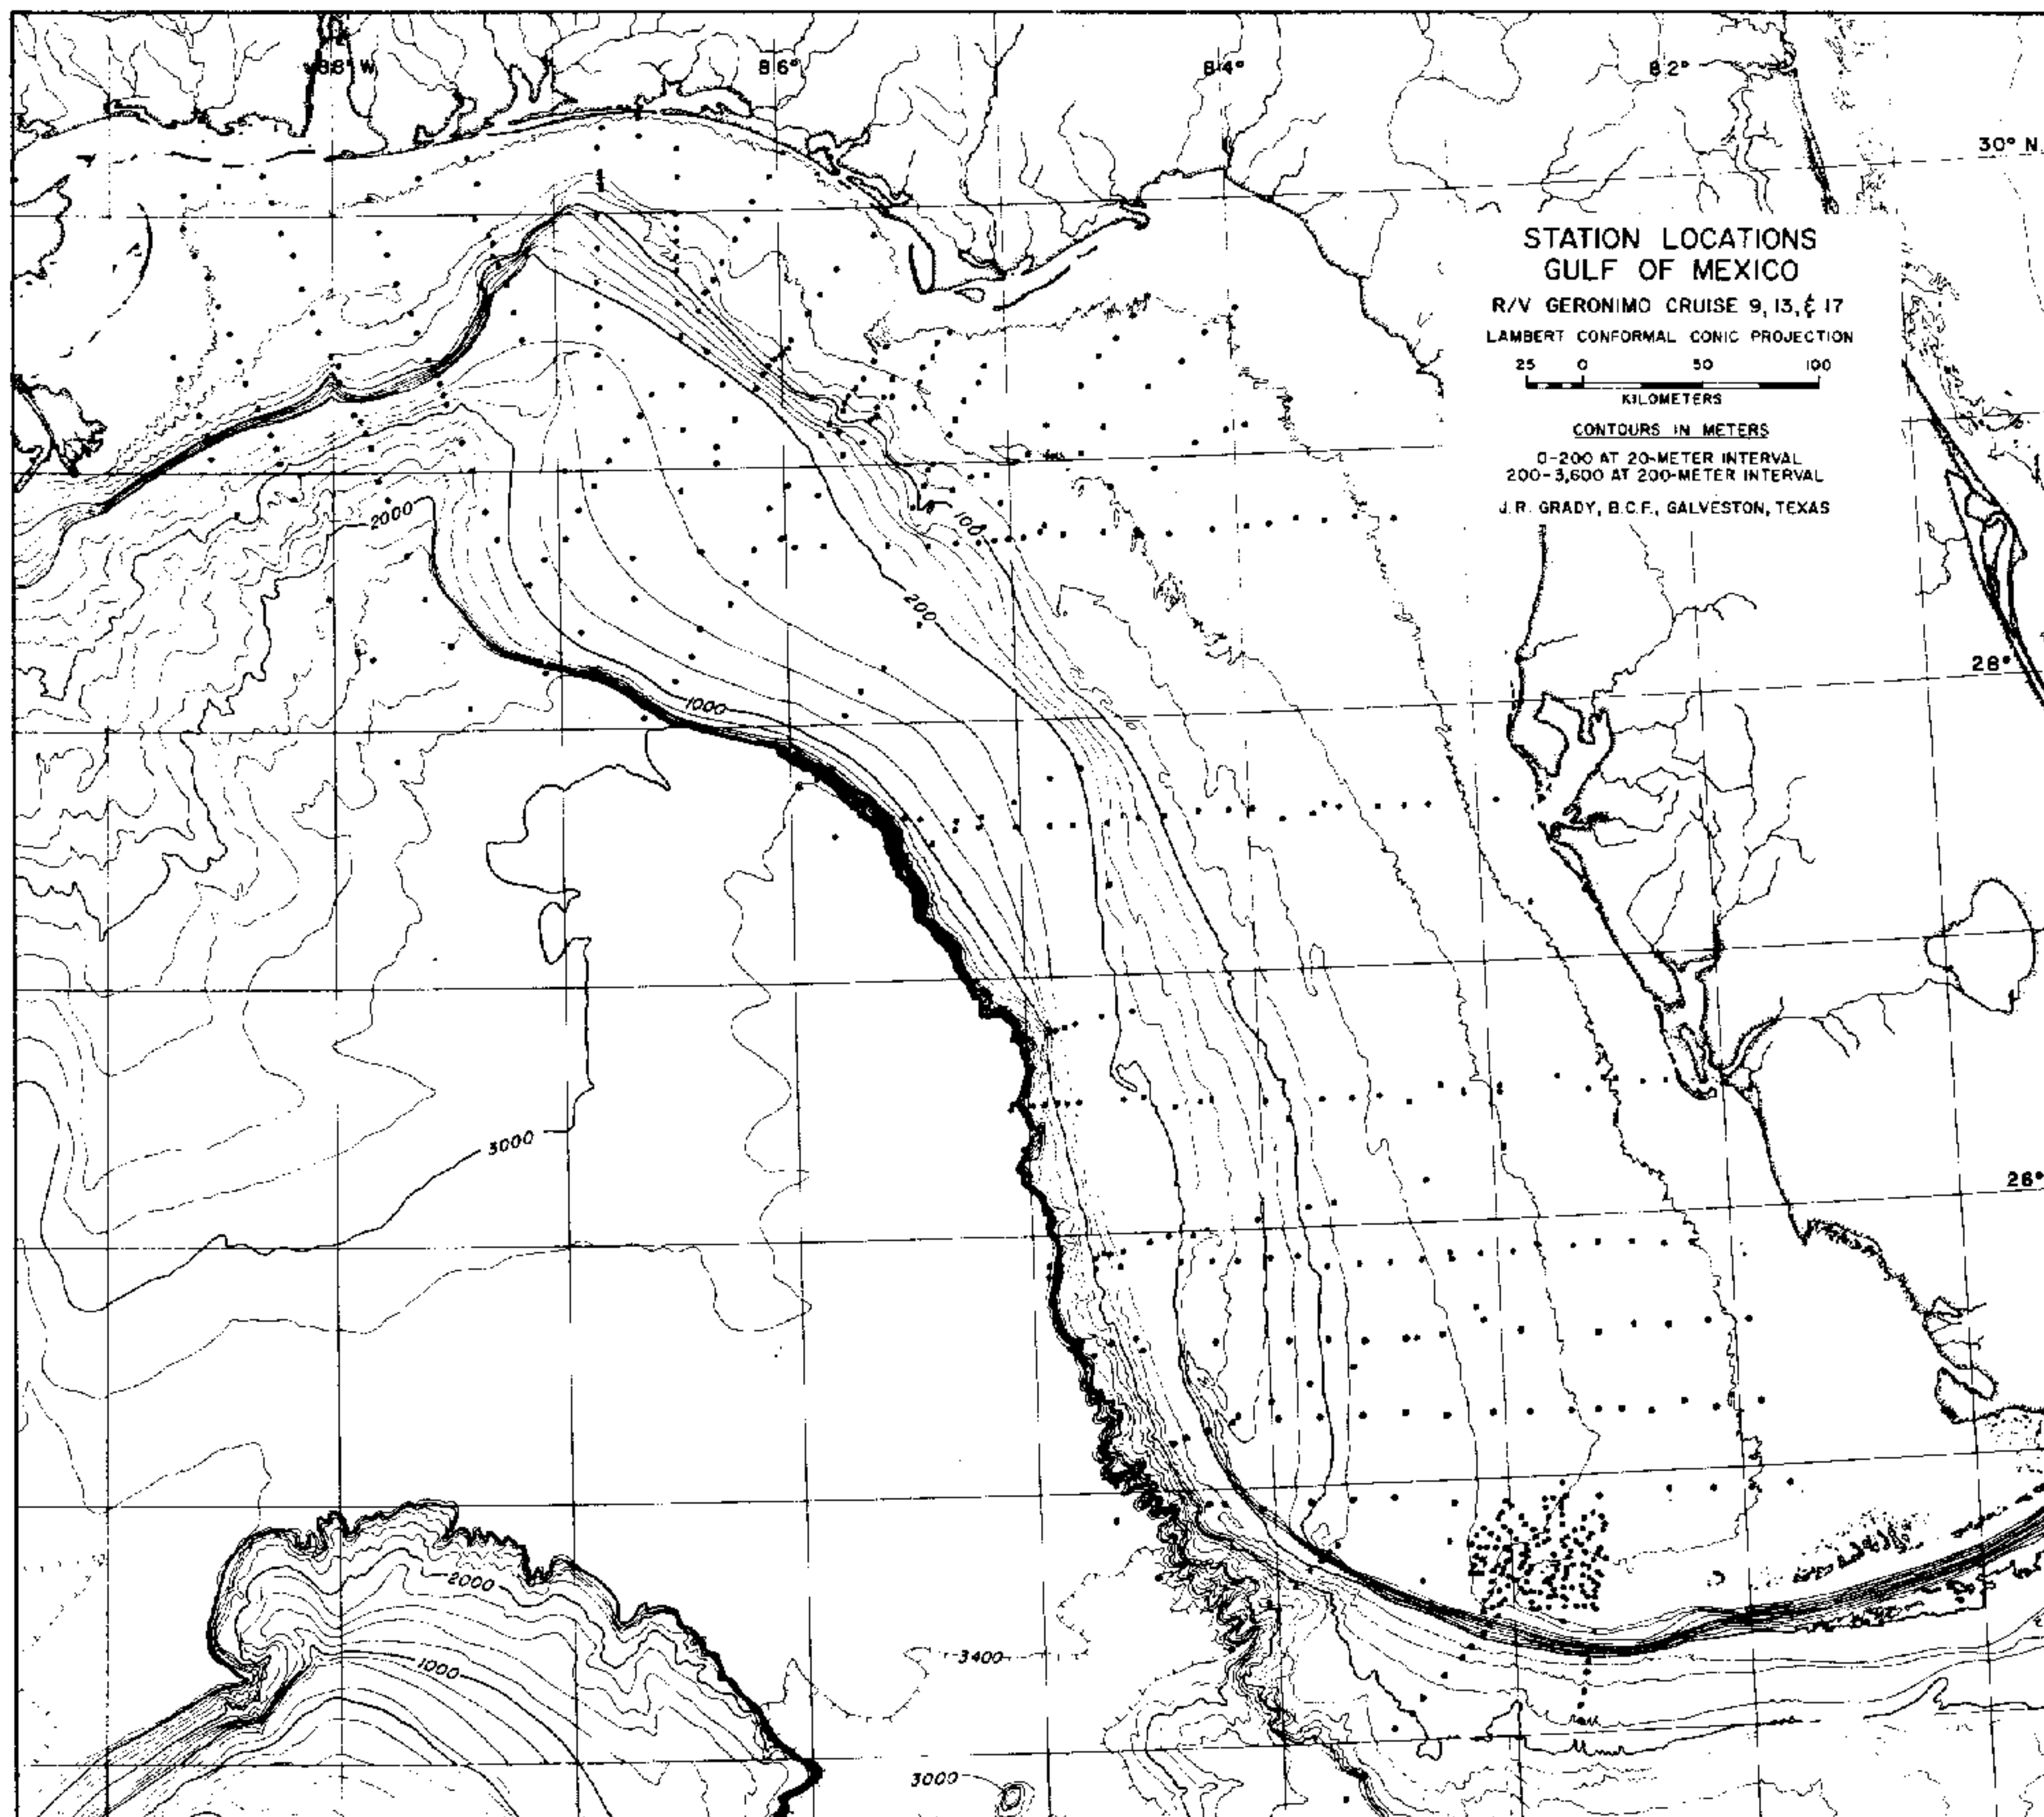 88° W
86°
84°
82°
30° N
STATION LOCATIONS
GULF OF MEXICO
R/V GERONIMO CRUISE 9, 13, & 17
LAMBERT CONFORMAL CONIC PROJECTION
25 0 50 100
KILOMETERS
CONTOURS IN METERS
0-200 AT 20-METER INTERVAL
200-3,600 AT 200-METER INTERVAL
J.R. GRADY, B.C.F., GALVESTON, TEXAS
2000
100
200
28°
1000
3000
26°
2000
1000
3400
3000